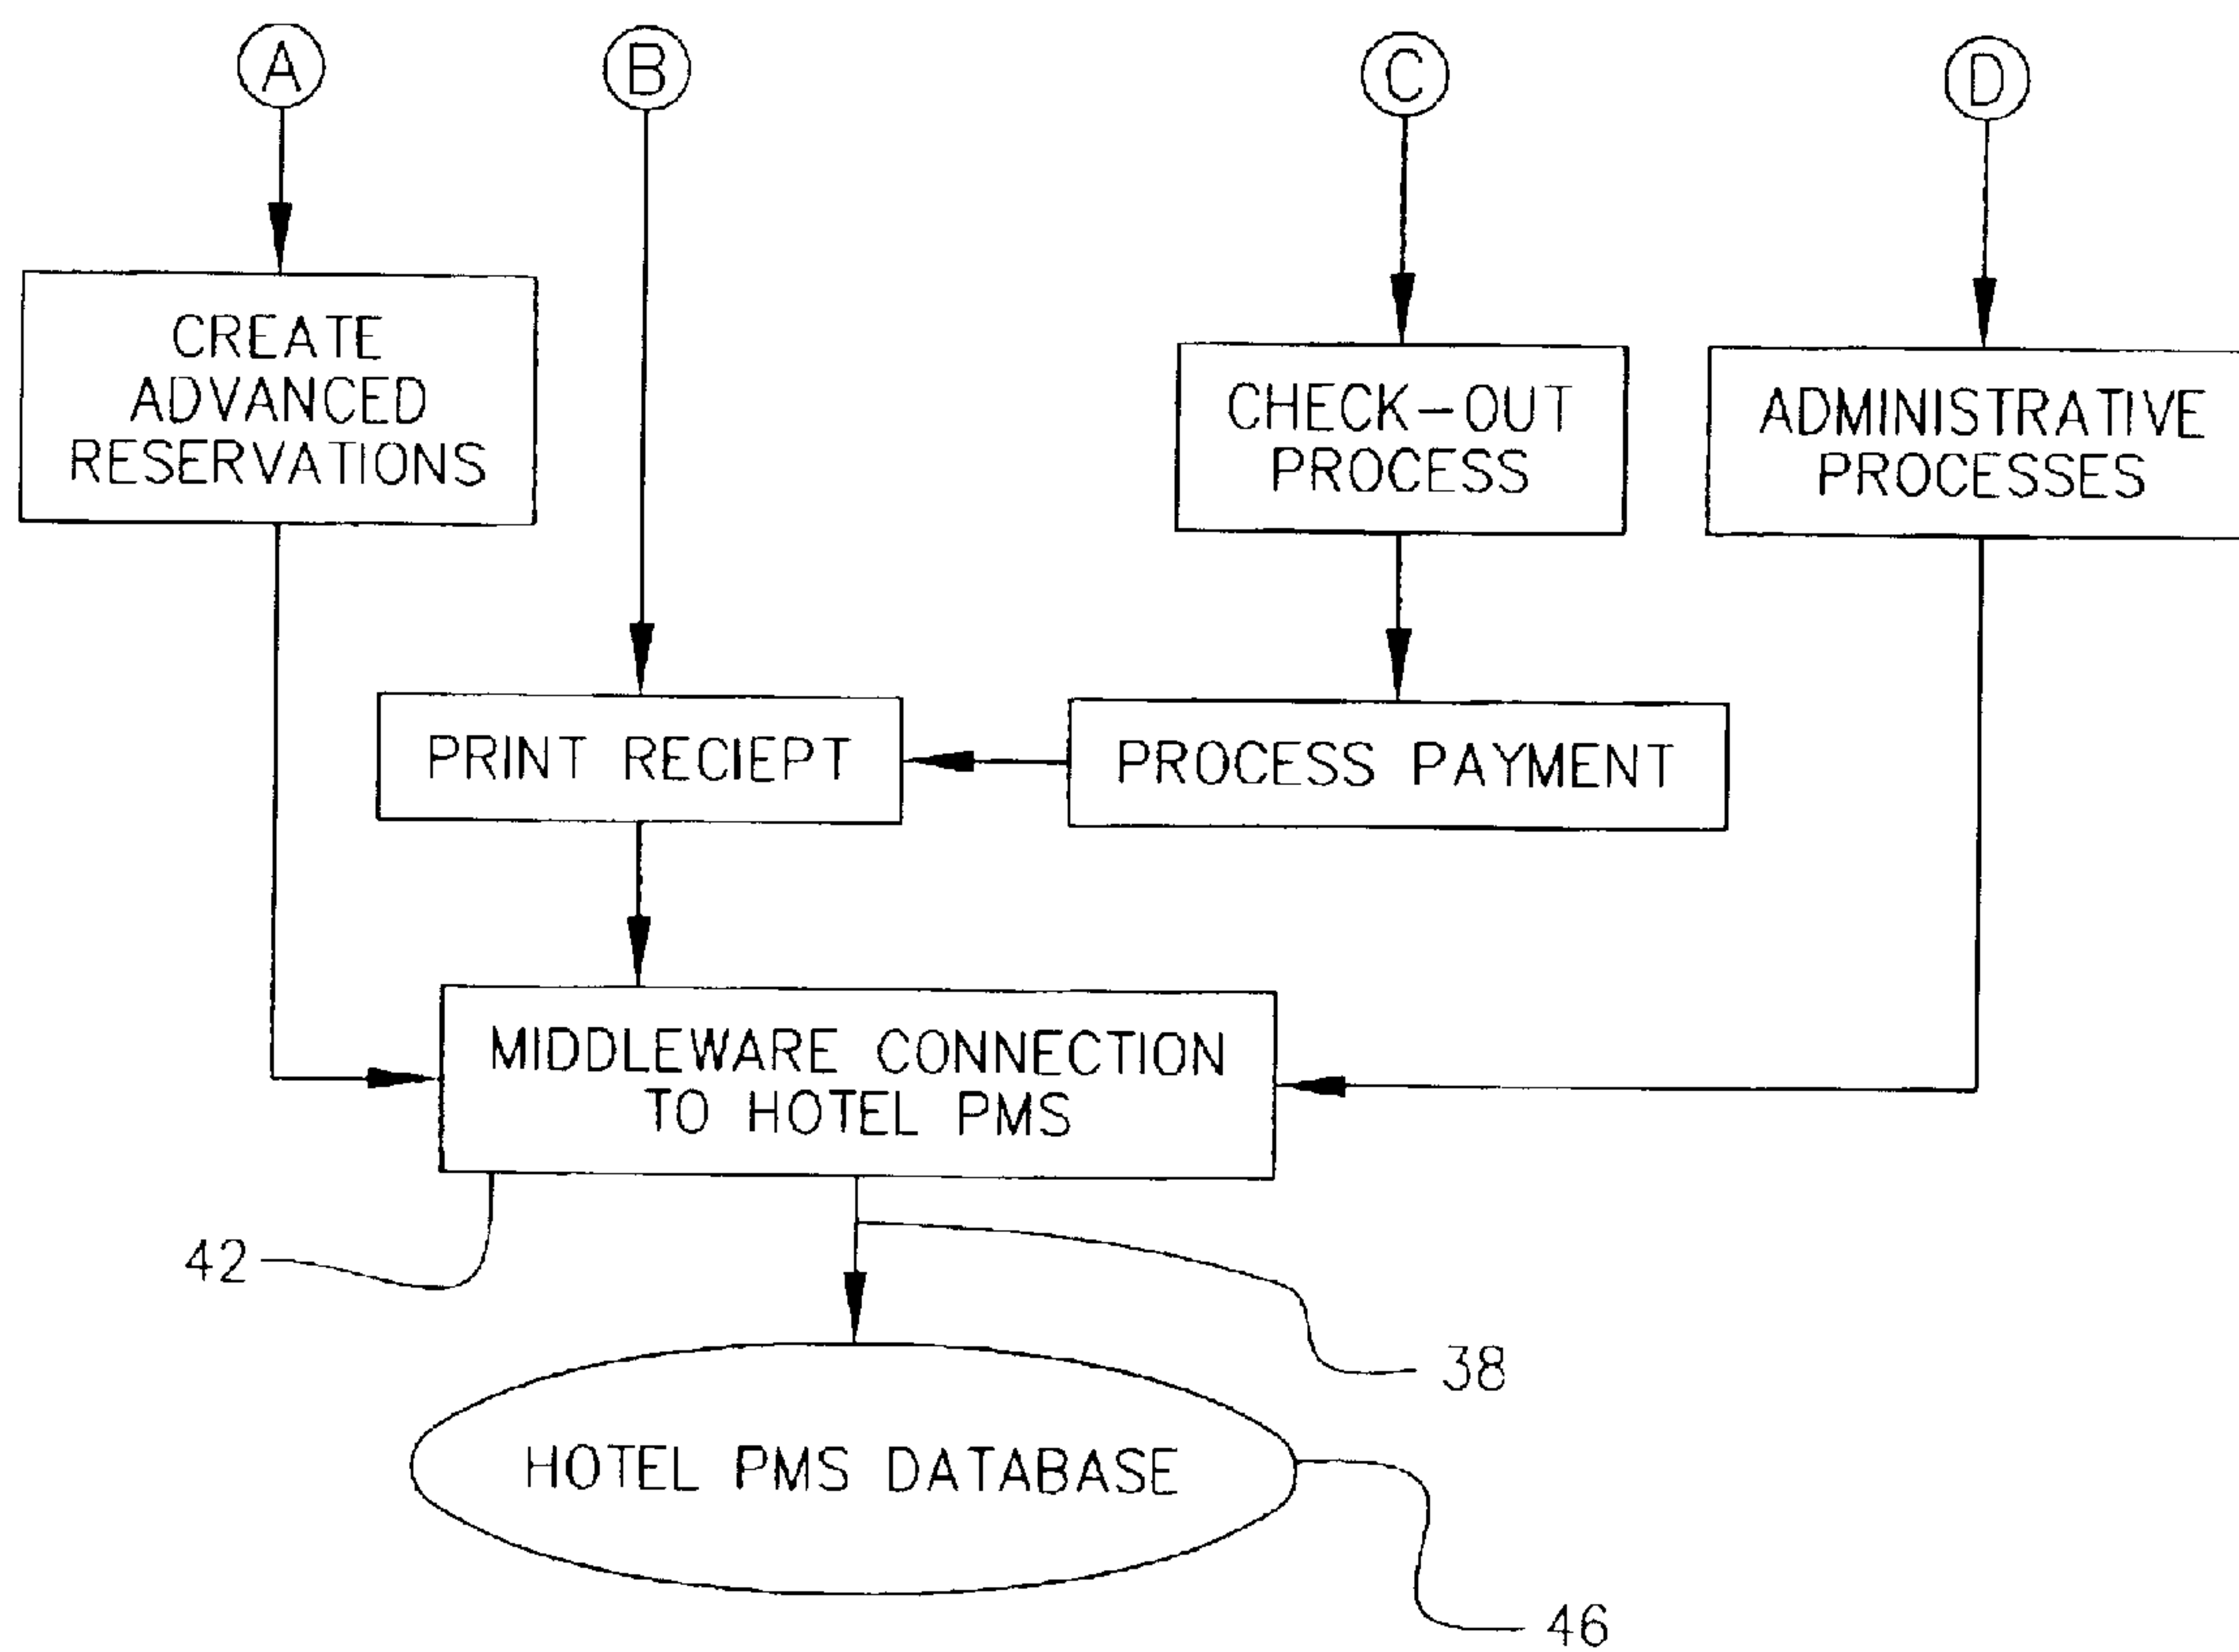 A
B
C
D
CREATE
ADVANCED
RESERVATIONS
CHECK-OUT
PROCESS
ADMINISTRATIVE
PROCESSES
PRINT RECIEPT
PROCESS PAYMENT
MIDDLEWARE CONNECTION
TO HOTEL PMS
42
38
HOTEL PMS DATABASE
46